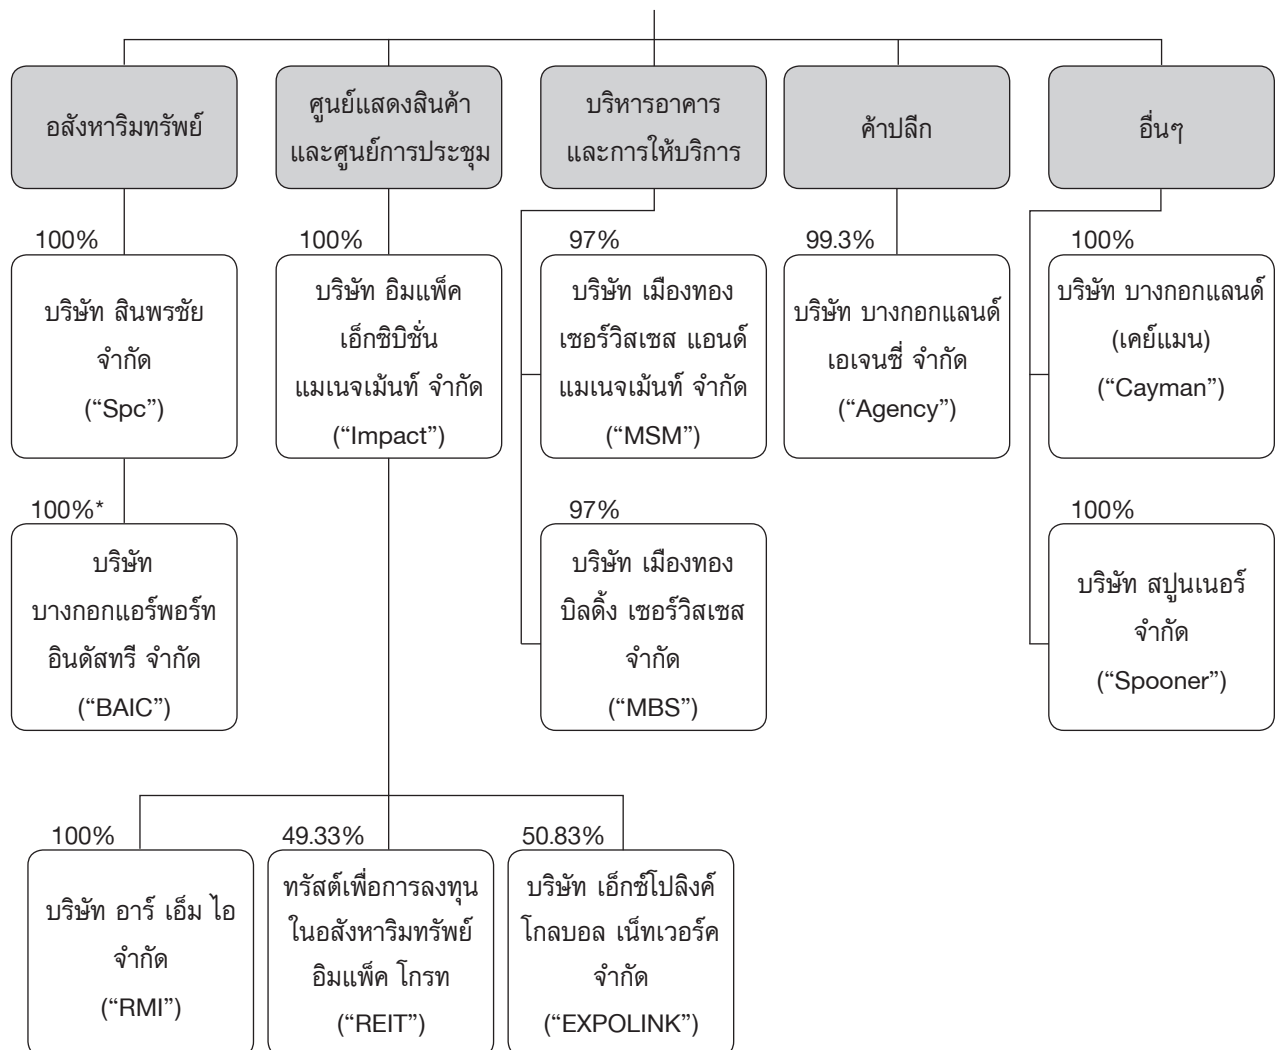 อสังหาริมทรัพย์
ศูนย์แสดงสินค้า
และศูนย์การประชุม
บริหารอาคาร
และการให้บริการ
ค้าปลีก
อื่นๆ
100%
บริษัท สินพรชัย
จำกัด
(“Spc”)
100%
บริษัท อิมแพ็ค
เอ็กซิบิชั่น
แมเนจเม้นท์ จำกัด
(“Impact”)
97%
บริษัท เมืองทอง
เซอร์วิสเซส แอนด์
แมเนจเม้นท์ จำกัด
(“MSM”)
99.3%
บริษัท บางกอกแลนด์
เอเจนซี่ จำกัด
(“Agency”)
100%
บริษัท บางกอกแลนด์
(เคย์แมน)
(“Cayman”)
100%*
บริษัท
บางกอกแอร์พอร์ท
อินดัสทรี จำกัด
(“BAIC”)
97%
บริษัท เมืองทอง
บิลดิ้ง เซอร์วิสเซส
จำกัด
(“MBS”)
100%
บริษัท สปูนเนอร์
จำกัด
(“Spooner”)
100%
บริษัท อาร์ เอ็ม ไอ
จำกัด
(“RMI”)
49.33%
ทรัสต์เพื่อการลงทุน
ในอสังหาริมทรัพย์
อิมแพ็ค โกรท
(“REIT”)
50.83%
บริษัท เอ็กซ์โปลิงค์
โกลบอล เน็ทเวอร์ค
จำกัด
(“EXPOLINK”)